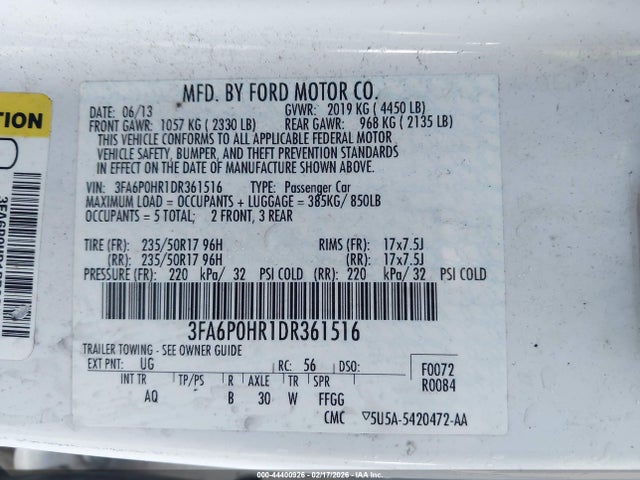 MFD. BY FORD MOTOR CO.
DATE: 06/13 GVWR: 2019 KG ( 4450 LB)
FRONT GAWR: 1057 KG ( 2330 LB) REAR GAWR: 968 KG ( 2135 LB)
THIS VEHICLE CONFORMS TO ALL APPLICABLE FEDERAL MOTOR
VEHICLE SAFETY, BUMPER, AND THEFT PREVENTION STANDARDS
IN EFFECT ON THE DATE OF MANUFACTURE SHOWN ABOVE.
VIN: 3FA6P0HR1DR361516 TYPE: Passenger Car
MAXIMUM LOAD = OCCUPANTS + LUGGAGE = 385KG/ 850LB
OCCUPANTS = 5 TOTAL; 2 FRONT, 3 REAR
TIRE (FR): 235/50R17 96H RIMS (FR): 17x7.5J
(RR): 235/50R17 96H (RR): 17x7.5J
PRESSURE (FR): 220 kPa/ 32 PSI COLD (RR): 220 kPa/ 32 PSI COLD
3FA6P0HR1DR361516
TRAILER TOWING - SEE OWNER GUIDE
EXT PNT: UG RC: 56 DSO: F0072
INT TR TP/PS R AXLE TR SPR R0084
AQ B 30 W FFGG
CMC 5U5A-5420472-AA
TION
000-44400926 - 02/17/2026 - IAA Inc.